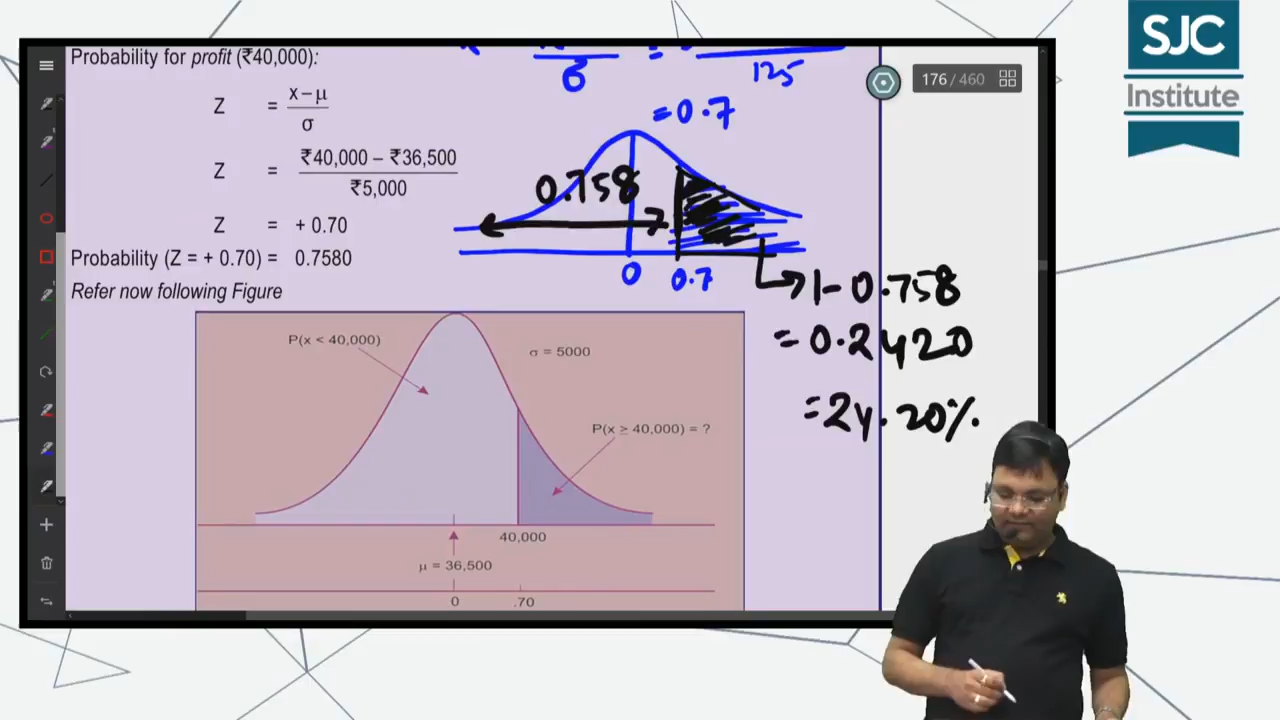 Probability for profit (₹40,000):
Z = x – μ / σ
Z = ₹40,000 – ₹36,500 / ₹5,000
Z = + 0.70
Probability (Z = + 0.70) = 0.7580
Refer now following Figure
P(x < 40,000)
σ = 5000
P(x ≥ 40,000) = ?
40,000
μ = 36,500
0 .70
σ = 125
= 0.7
0.758
0 0.7
1 - 0.758
= 0.2420
= 24.20%
176 / 460
SJC
Institute